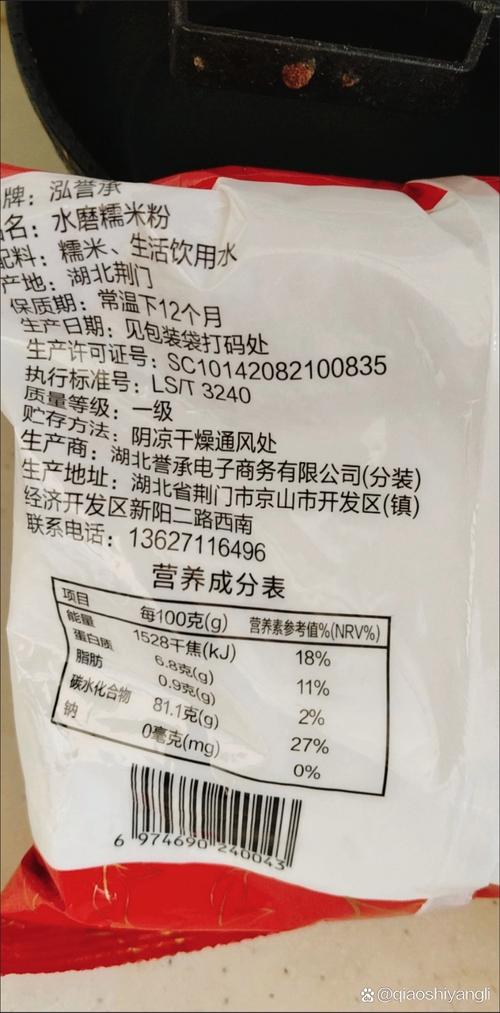 牌：泓誉承
名：水磨糯米粉
配料：糯米、生活饮用水
产地：湖北荆门
保质期：常温下12个月
生产日期：见包装袋打码处
生产许可证号：SC10142082100835
执行标准号：LS/T 3240
质量等级：一级
贮存方法：阴凉干燥通风处
生产商：湖北誉承电子商务有限公司(分装)
生产地址：湖北省荆门市京山市开发区(镇)
经济开发区新阳二路西南
联系电话：13627116496
营养成分表
项目 每100克(g) 营养素参考值%(NRV%)
能量 1528千焦(kJ) 18%
蛋白质 6.8克(g) 11%
脂肪 0.9克(g) 2%
碳水化合物 81.1克(g) 27%
钠 0毫克(mg) 0%
6 974690 240043
@qiaoshiyangli